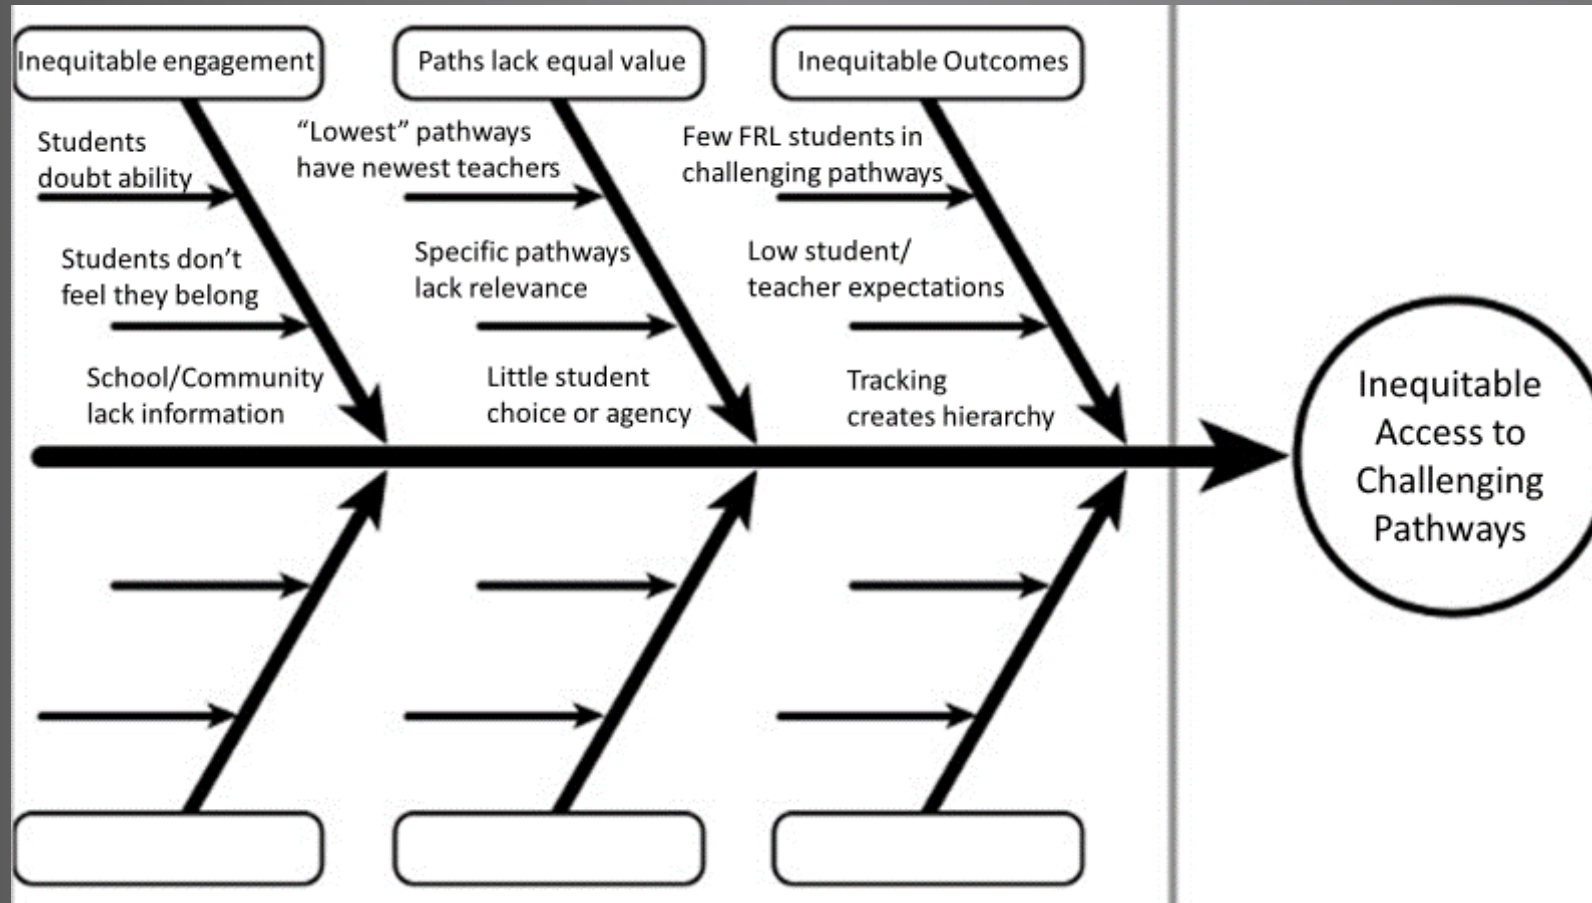 Inequitable engagement
Paths lack equal value
Inequitable Outcomes
Students
doubt ability
“Lowest” pathways
have newest teachers
Few FRL students in
challenging pathways
Students don’t
feel they belong
Specific pathways
lack relevance
Low student/
teacher expectations
School/Community
lack information
Little student
choice or agency
Tracking
creates hierarchy
Inequitable
Access to
Challenging
Pathways